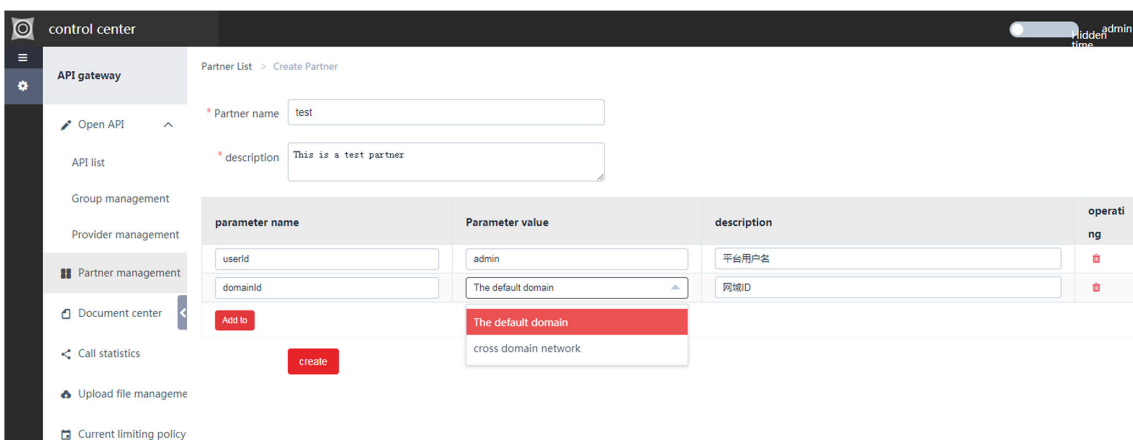 control center
Hidden time
admin
API gateway
Partner List > Create Partner
Open API
* Partner name
test
* description
This is a test partner
API list
Group management
Provider management
parameter name
Parameter value
description
operati
ng
userId
admin
平台用户名
Partner management
domainId
The default domain
网域ID
Document center
Add to
The default domain
cross domain network
Call statistics
create
Upload file manageme
Current limiting policy